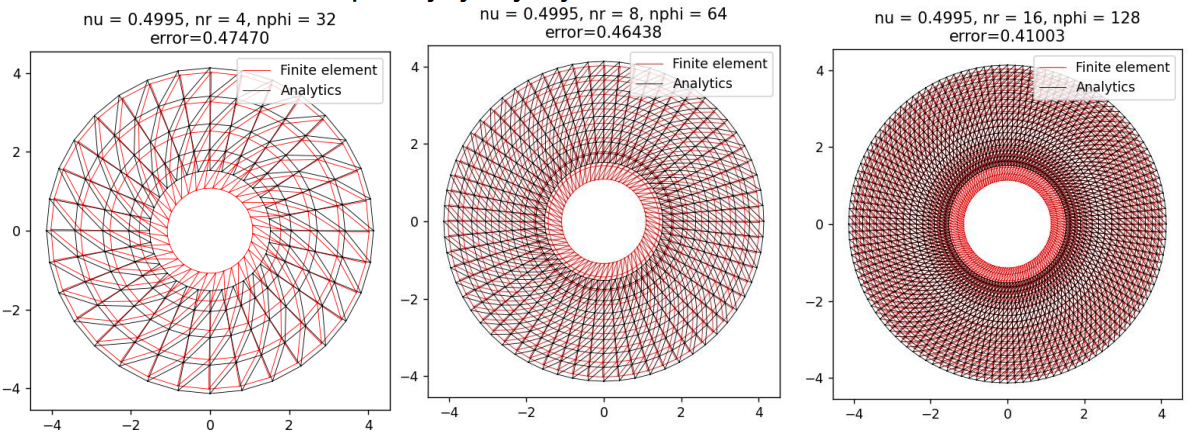 nu = 0.4995, nr = 4, nphi = 32
error=0.47470
Finite element
Analytics
4
2
0
−2
−4
−4
−2
0
2
4
nu = 0.4995, nr = 8, nphi = 64
error=0.46438
Finite element
Analytics
4
2
0
−2
−4
−4
−2
0
2
4
nu = 0.4995, nr = 16, nphi = 128
error=0.41003
Finite element
Analytics
4
2
0
−2
−4
−4
−2
0
2
4